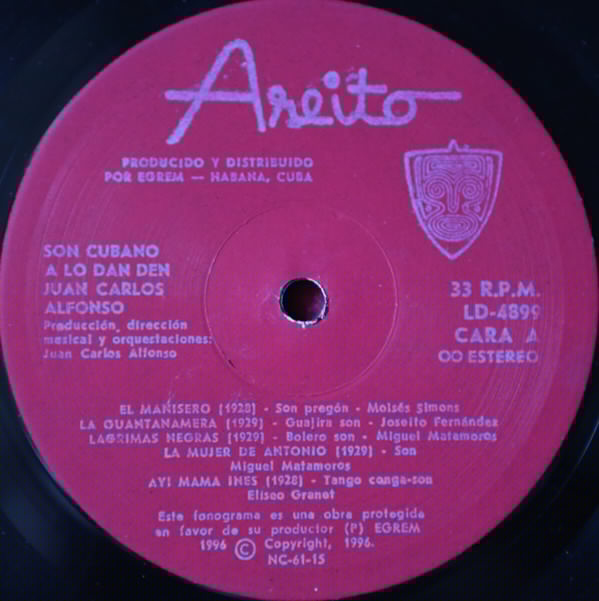 Areito
PRODUCIDO Y DISTRIBUIDO
POR EGREM — HABANA, CUBA
SON CUBANO
A LO DAN DEN
JUAN CARLOS
ALFONSO
Producción, dirección
musical y orquestaciones:
Juan Carlos Alfonso
33 R.P.M.
LD-4899
CARA A
OO ESTEREO
EL MANISERO (1928) - Son pregón - Moisés Simons
LA GUANTANAMERA (1929) - Guajira son - Joseito Fernández
LAGRIMAS NEGRAS (1929) - Bolero son - Miguel Matamoros
LA MUJER DE ANTONIO (1929) - Son
Miguel Matamoros
AY! MAMA INES (1928) - Tango conga-son
Eliseo Grenet
Este fonograma es una obra protegida
en favor de su productor (P) EGREM
1996 © Copyright, 1996.
NC-61-15